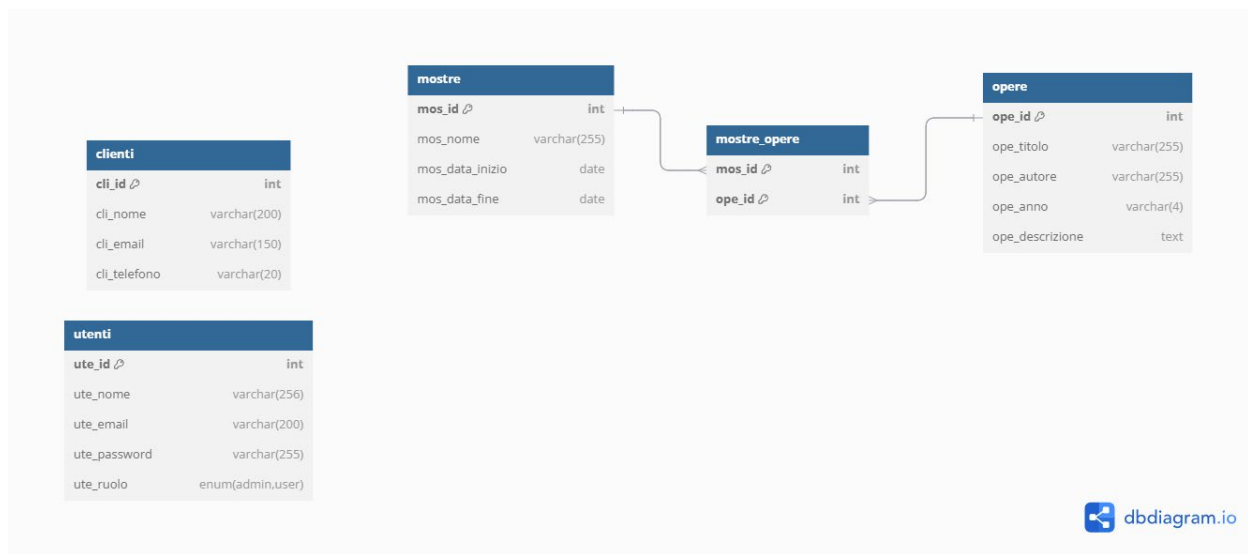 clienti
cli_id int
cli_nome varchar(200)
cli_email varchar(150)
cli_telefono varchar(20)
utenti
ute_id int
ute_nome varchar(256)
ute_email varchar(200)
ute_password varchar(255)
ute_ruolo enum(admin,user)
mostre
mos_id int
mos_nome varchar(255)
mos_data_inizio date
mos_data_fine date
mostre_opere
mos_id int
ope_id int
opere
ope_id int
ope_titolo varchar(255)
ope_autore varchar(255)
ope_anno varchar(4)
ope_descrizione text
dbdiagram.io